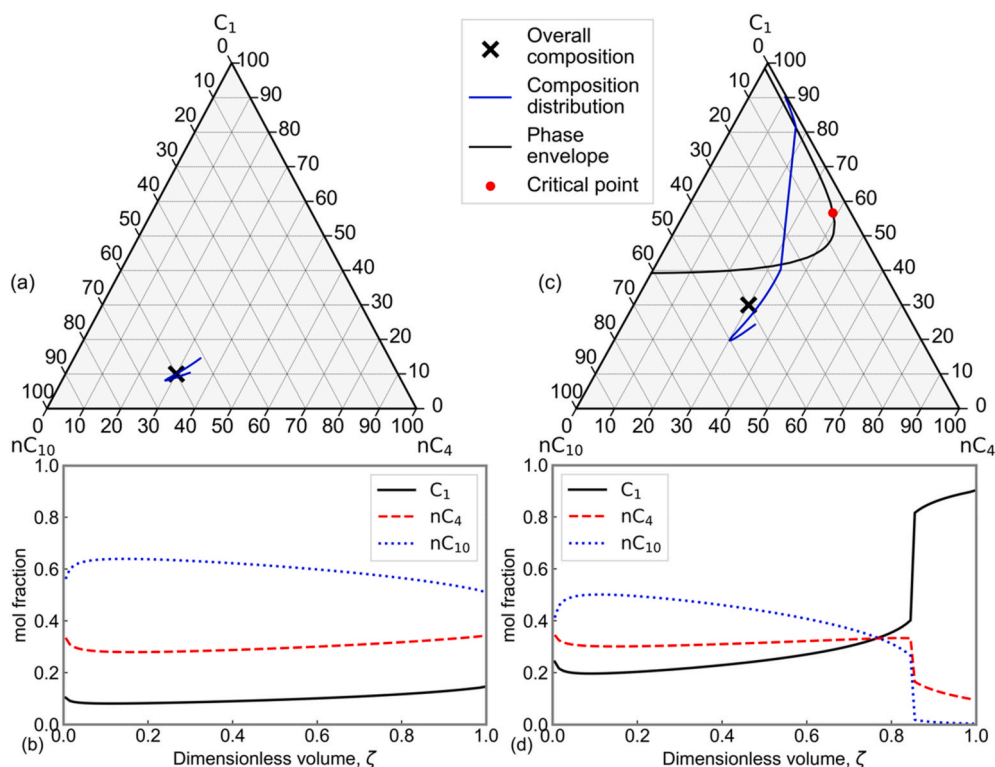 C1
0
100
10
90
20
80
30
70
40
60
50
50
60
40
70
30
80
20
90
10
100
0
0 10 20 30 40 50 60 70 80 90 100
nC10
nC4
(a)
Overall
composition
Composition
distribution
Phase
envelope
Critical point
C1
0
100
10
90
20
80
30
70
40
60
50
50
60
40
70
30
80
20
90
10
100
0
0 10 20 30 40 50 60 70 80 90 100
nC10
nC4
(c)
1.0
0.8
0.6
0.4
0.2
0.0
mol fraction
C1
nC4
nC10
0.0 0.2 0.4 0.6 0.8 1.0
(b)
Dimensionless volume, ζ
1.0
0.8
0.6
0.4
0.2
0.0
mol fraction
C1
nC4
nC10
0.0 0.2 0.4 0.6 0.8 1.0
(d)
Dimensionless volume, ζ